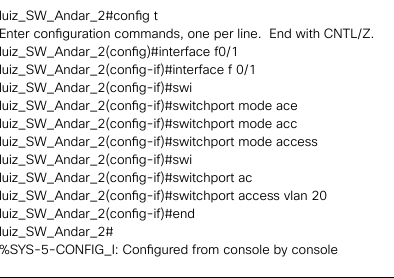 luiz_SW_Andar_2#config t
Enter configuration commands, one per line.  End with CNTL/Z.
luiz_SW_Andar_2(config)#interface f0/1
luiz_SW_Andar_2(config-if)#interface f 0/1
luiz_SW_Andar_2(config-if)#swi
luiz_SW_Andar_2(config-if)#switchport mode ace
luiz_SW_Andar_2(config-if)#switchport mode acc
luiz_SW_Andar_2(config-if)#switchport mode access
luiz_SW_Andar_2(config-if)#swi
luiz_SW_Andar_2(config-if)#switchport ac
luiz_SW_Andar_2(config-if)#switchport access vlan 20
luiz_SW_Andar_2(config-if)#end
luiz_SW_Andar_2#
%SYS-5-CONFIG_I: Configured from console by console